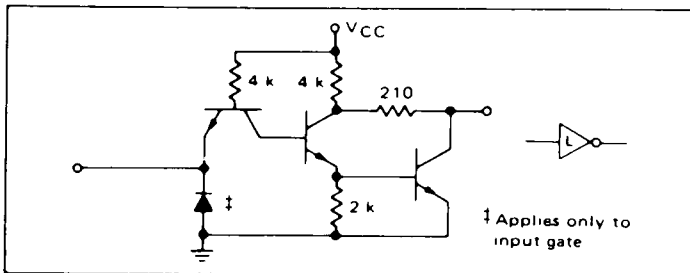 VCC
4 k
4 k
210
L
‡
2 k
‡ Applies only to
input gate